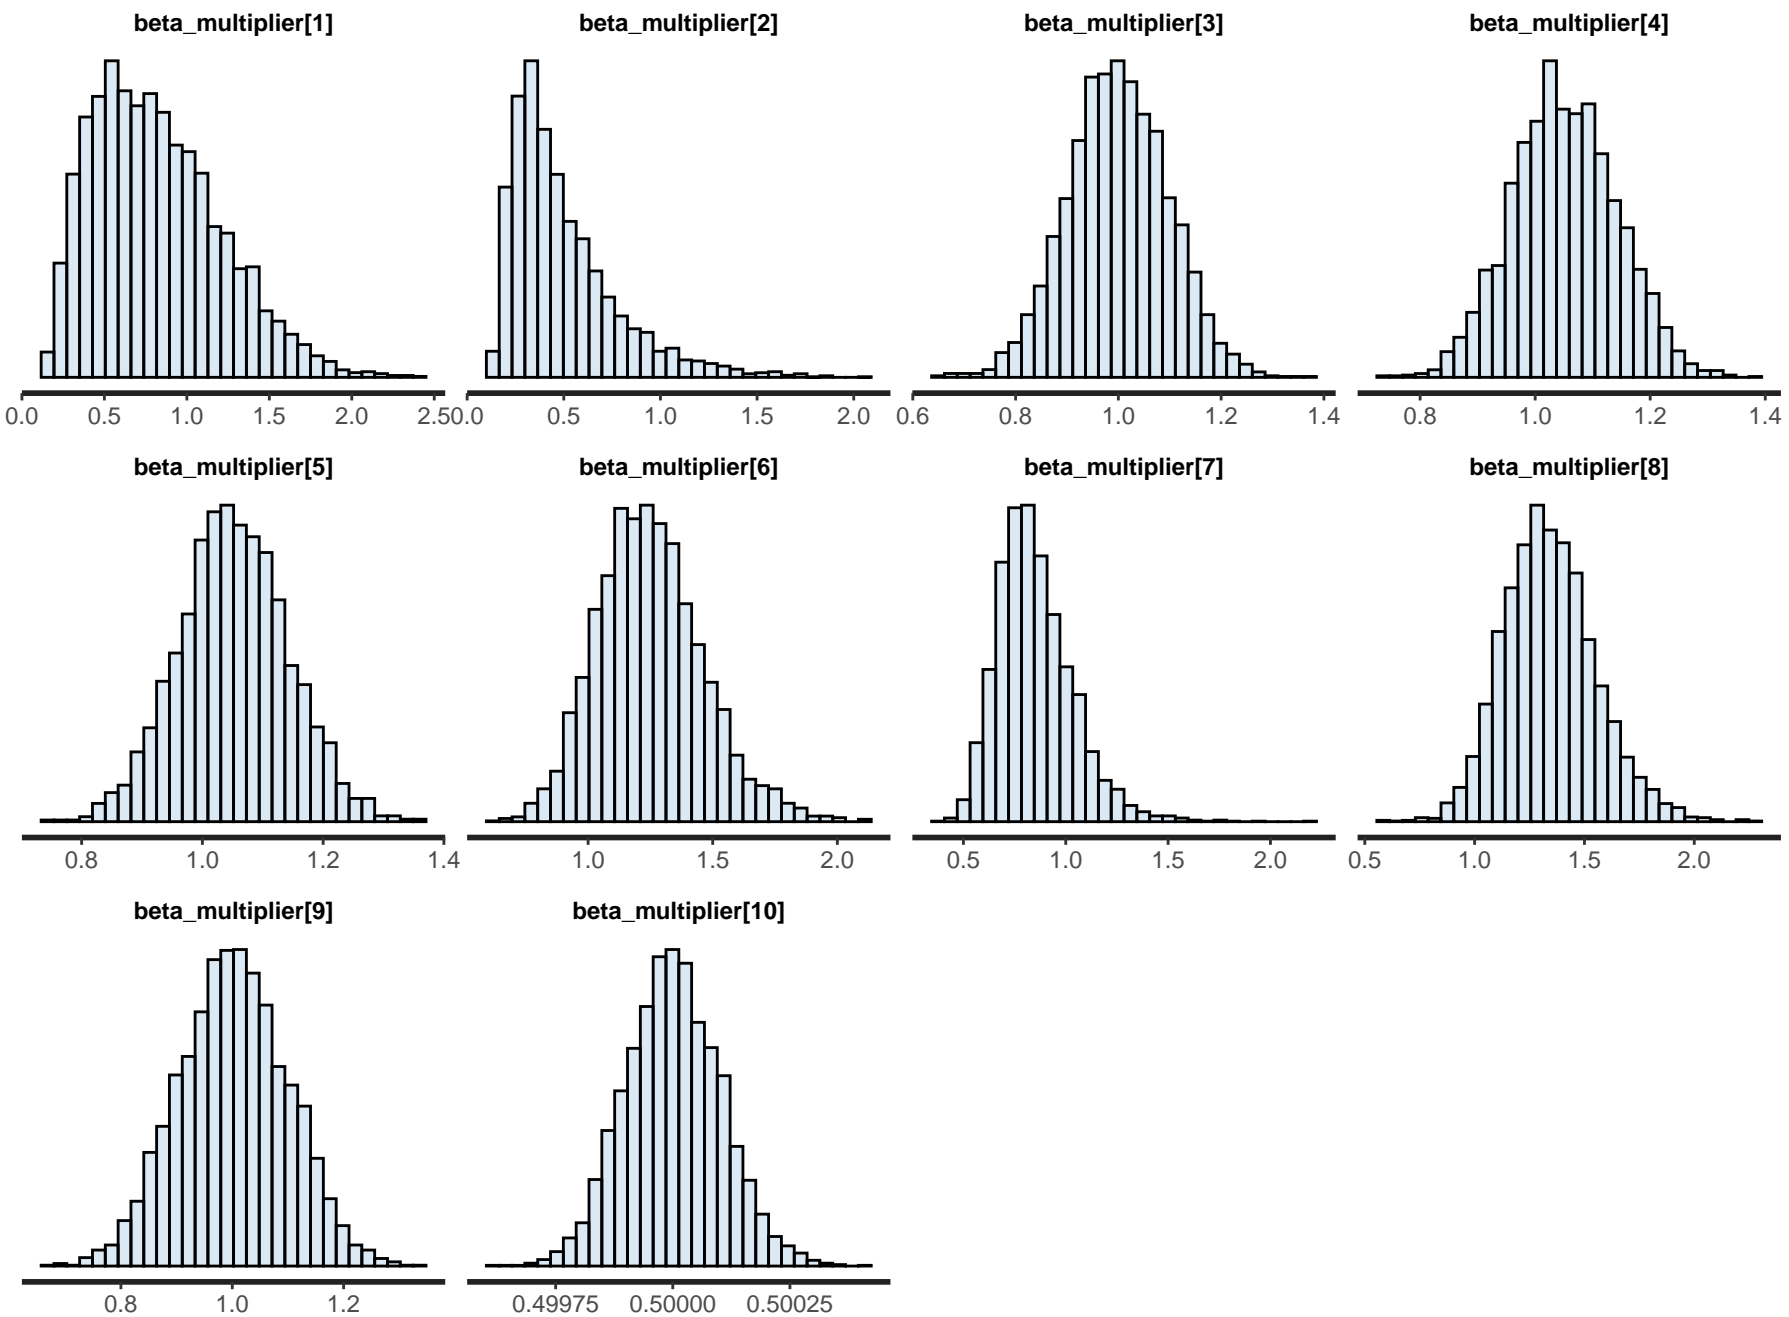 beta_multiplier[1] beta_multiplier[2] beta_multiplier[3] beta_multiplier[4]
0.0 0.5 1.0 1.5 2.0 2.5 0.0 0.5 1.0 1.5 2.0 0.6 0.8 1.0 1.2 1.4 0.8 1.0 1.2 1.4
beta_multiplier[5] beta_multiplier[6] beta_multiplier[7] beta_multiplier[8]
0.8 1.0 1.2 1.4 1.0 1.5 2.0 0.5 1.0 1.5 2.0 0.5 1.0 1.5 2.0
beta_multiplier[9] beta_multiplier[10]
0.8 1.0 1.2 0.49975 0.50000 0.50025